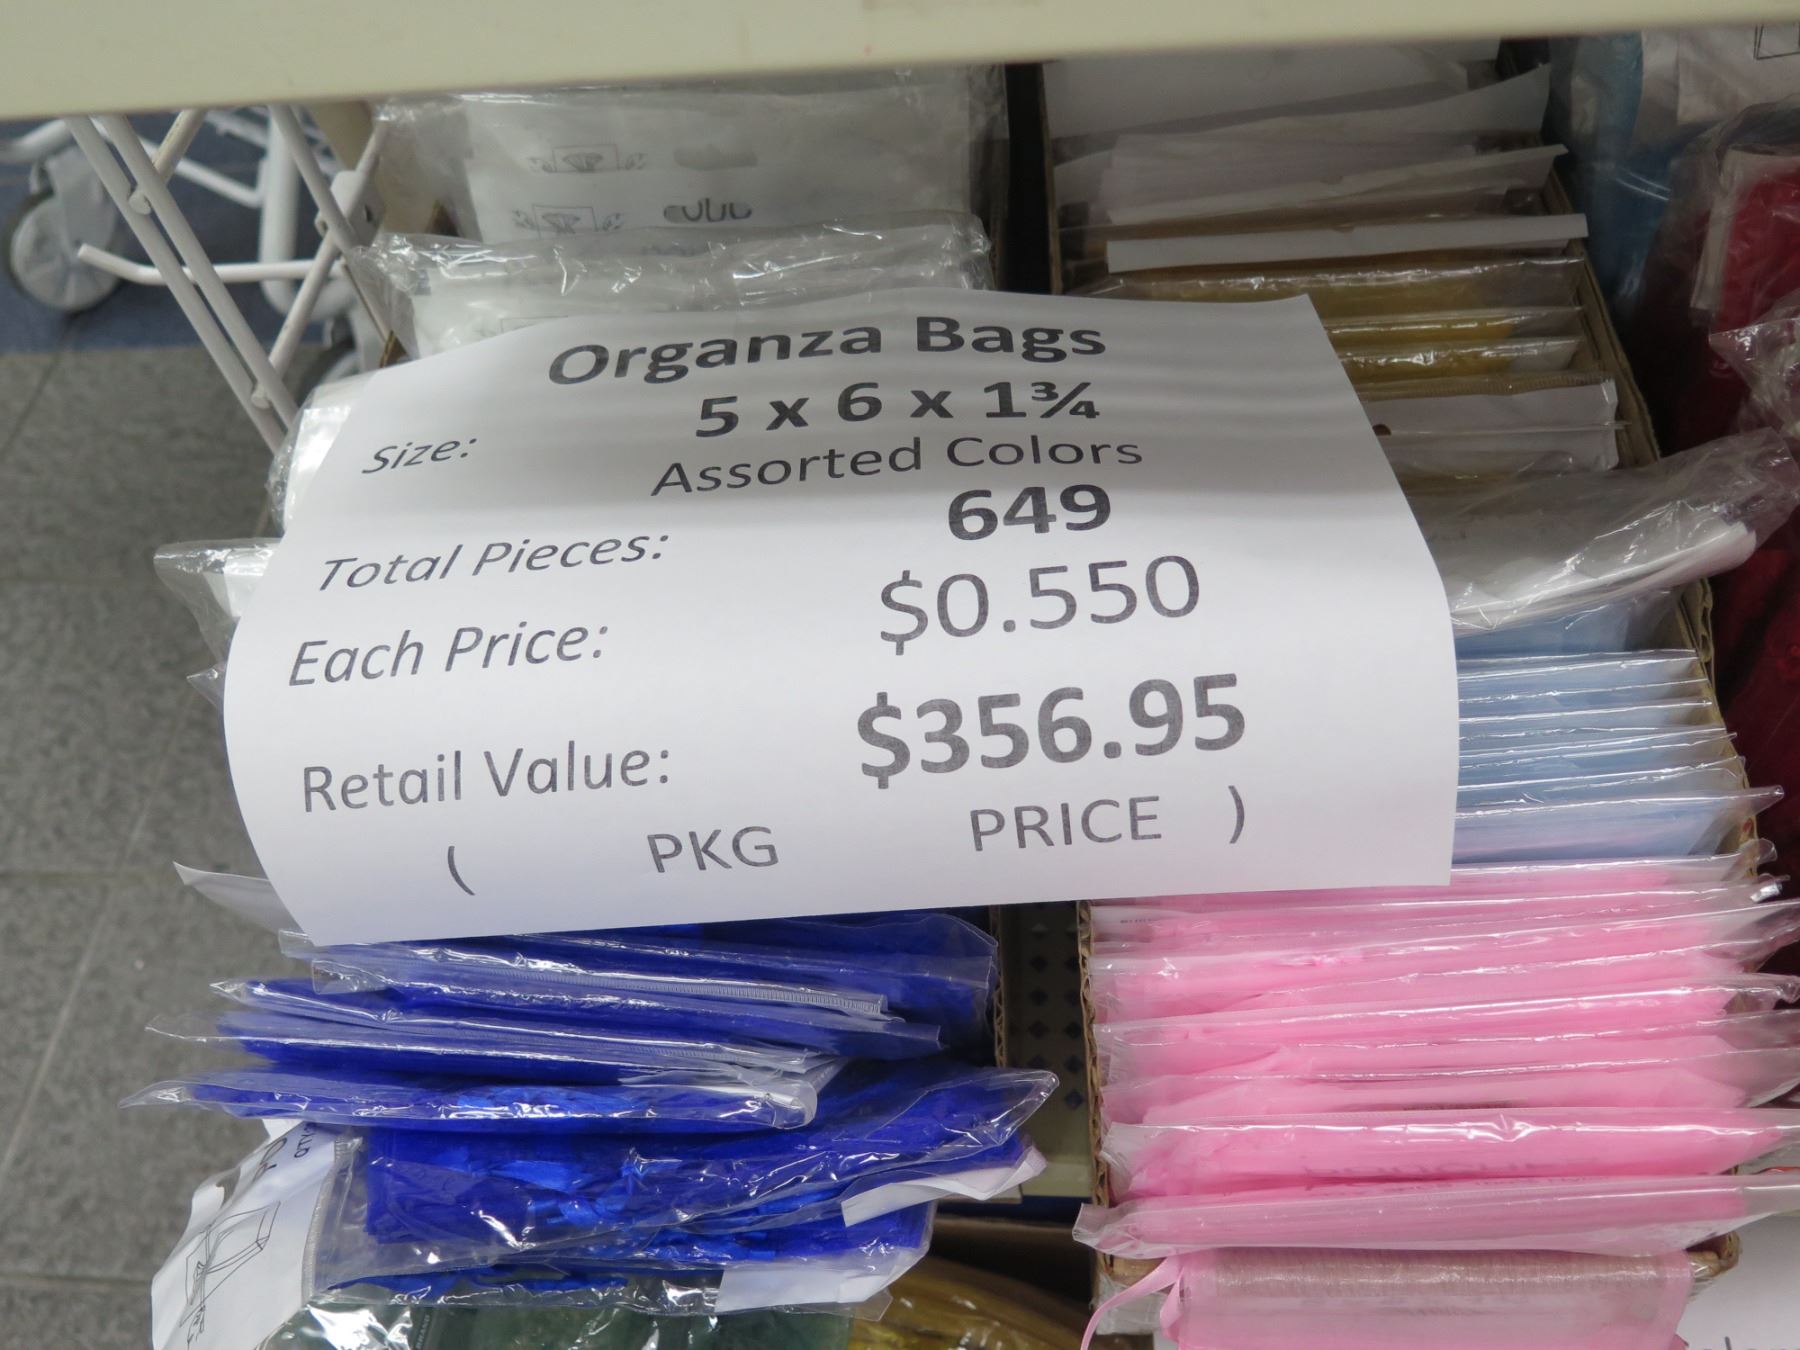 Organza Bags
Size: 5 x 6 x 1¾
Assorted Colors
Total Pieces: 649
Each Price: $0.550
Retail Value: $356.95
( PKG PRICE )
QTY